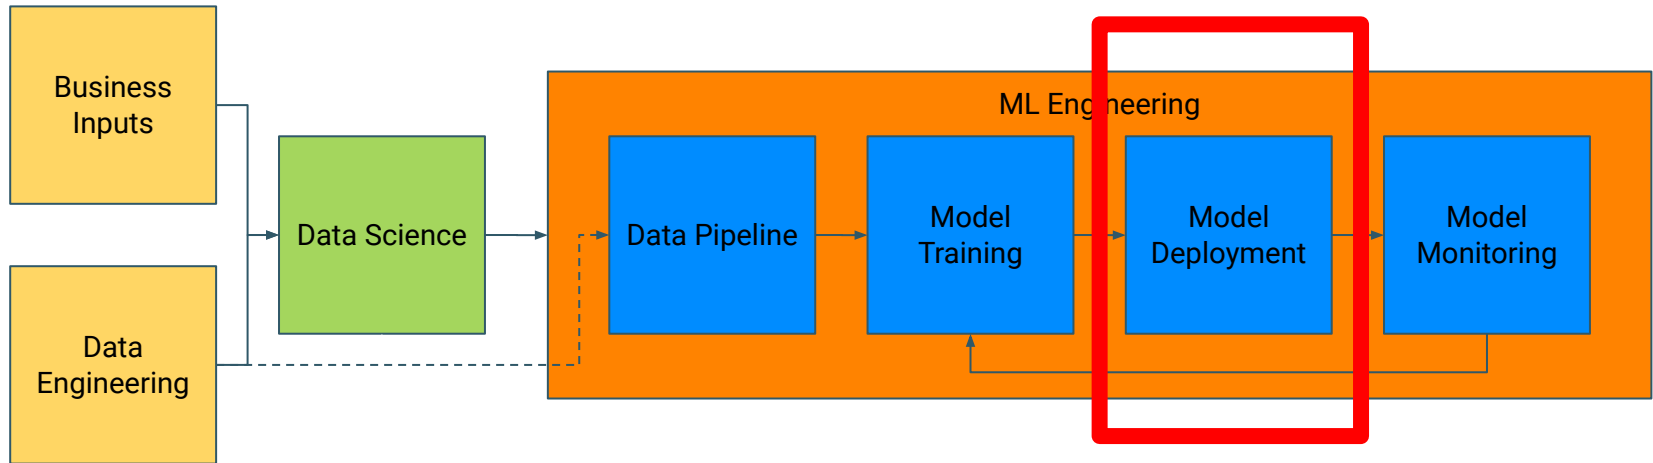 Business
Inputs
Data
Engineering
Data Science
ML Engineering
Data Pipeline
Model
Training
Model
Deployment
Model
Monitoring